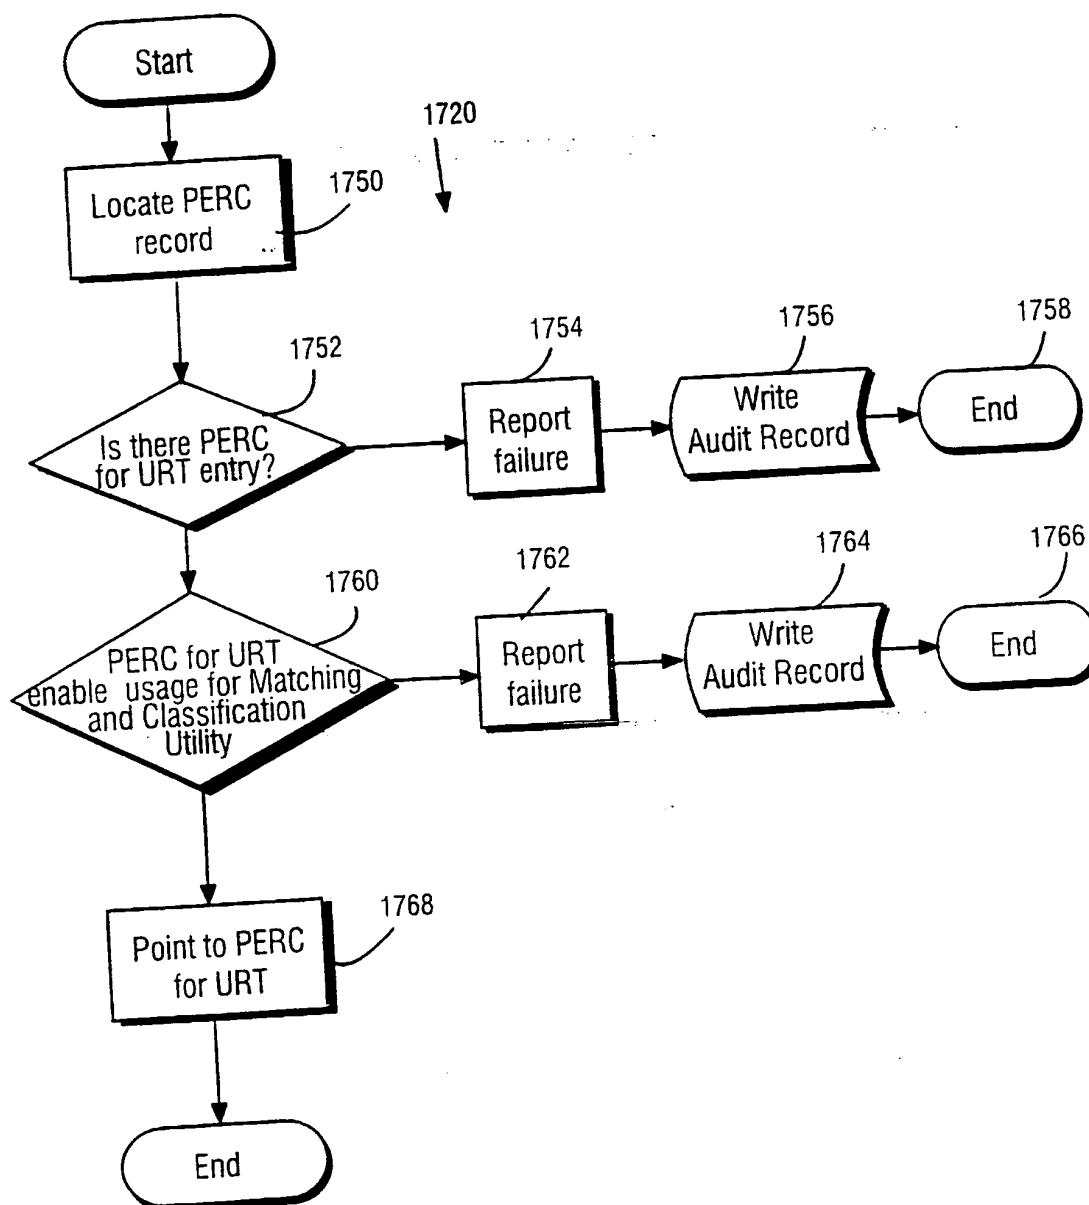 Start
1720
Locate PERC
record
1750
1752
Is there PERC
for URT entry?
1754
Report
failure
1756
Write
Audit Record
1758
End
1760
PERC for URT
enable usage for Matching
and Classification
Utility
1762
Report
failure
1764
Write
Audit Record
1766
End
1768
Point to PERC
for URT
End